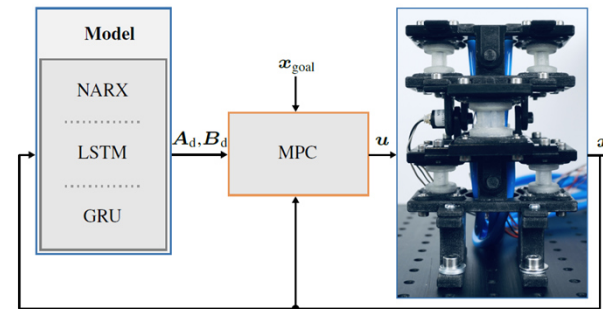 Model
NARX
LSTM
GRU
A_d,B_d
x_goal
MPC
u
x